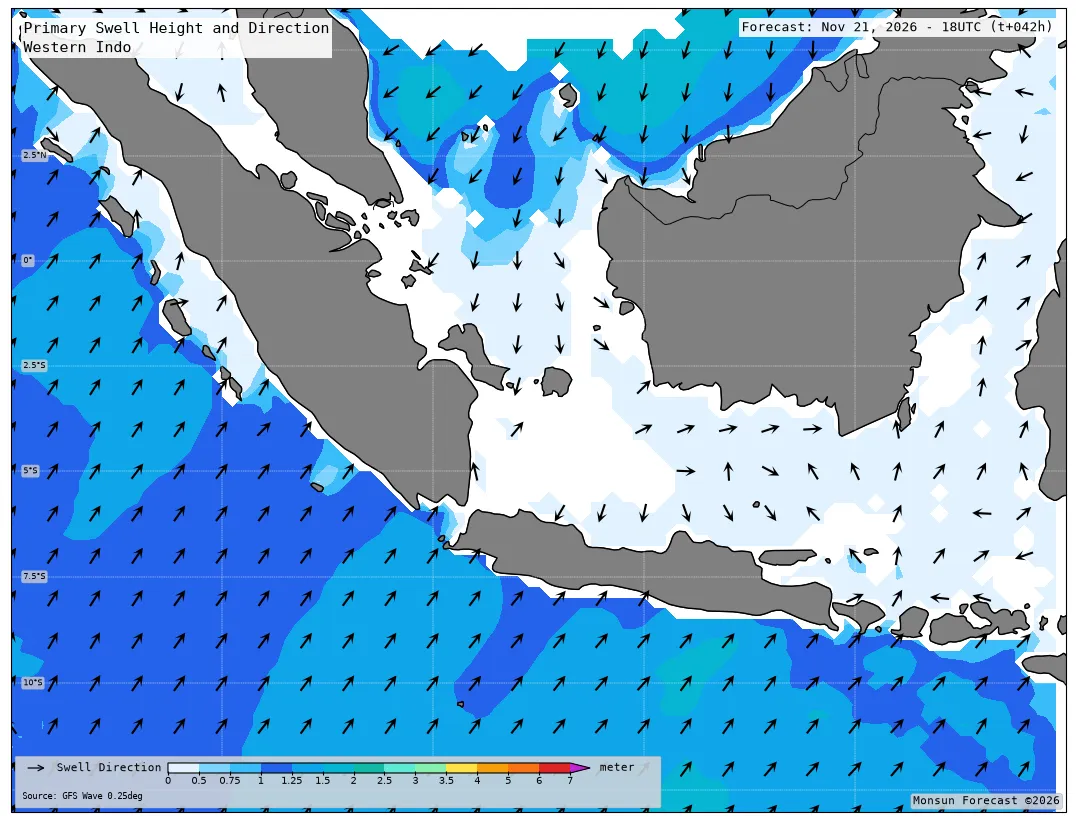 Primary Swell Height and Direction
Western Indo
Forecast: Nov 21, 2026 - 18UTC (t+042h)
2.5°N
0°
2.5°S
5°S
7.5°S
10°S
Swell Direction
0 0.5 0.75 1 1.25 1.5 2 2.5 3 3.5 4 5 6 7
meter
Source: GFS Wave 0.25deg
Monsun Forecast ©2026